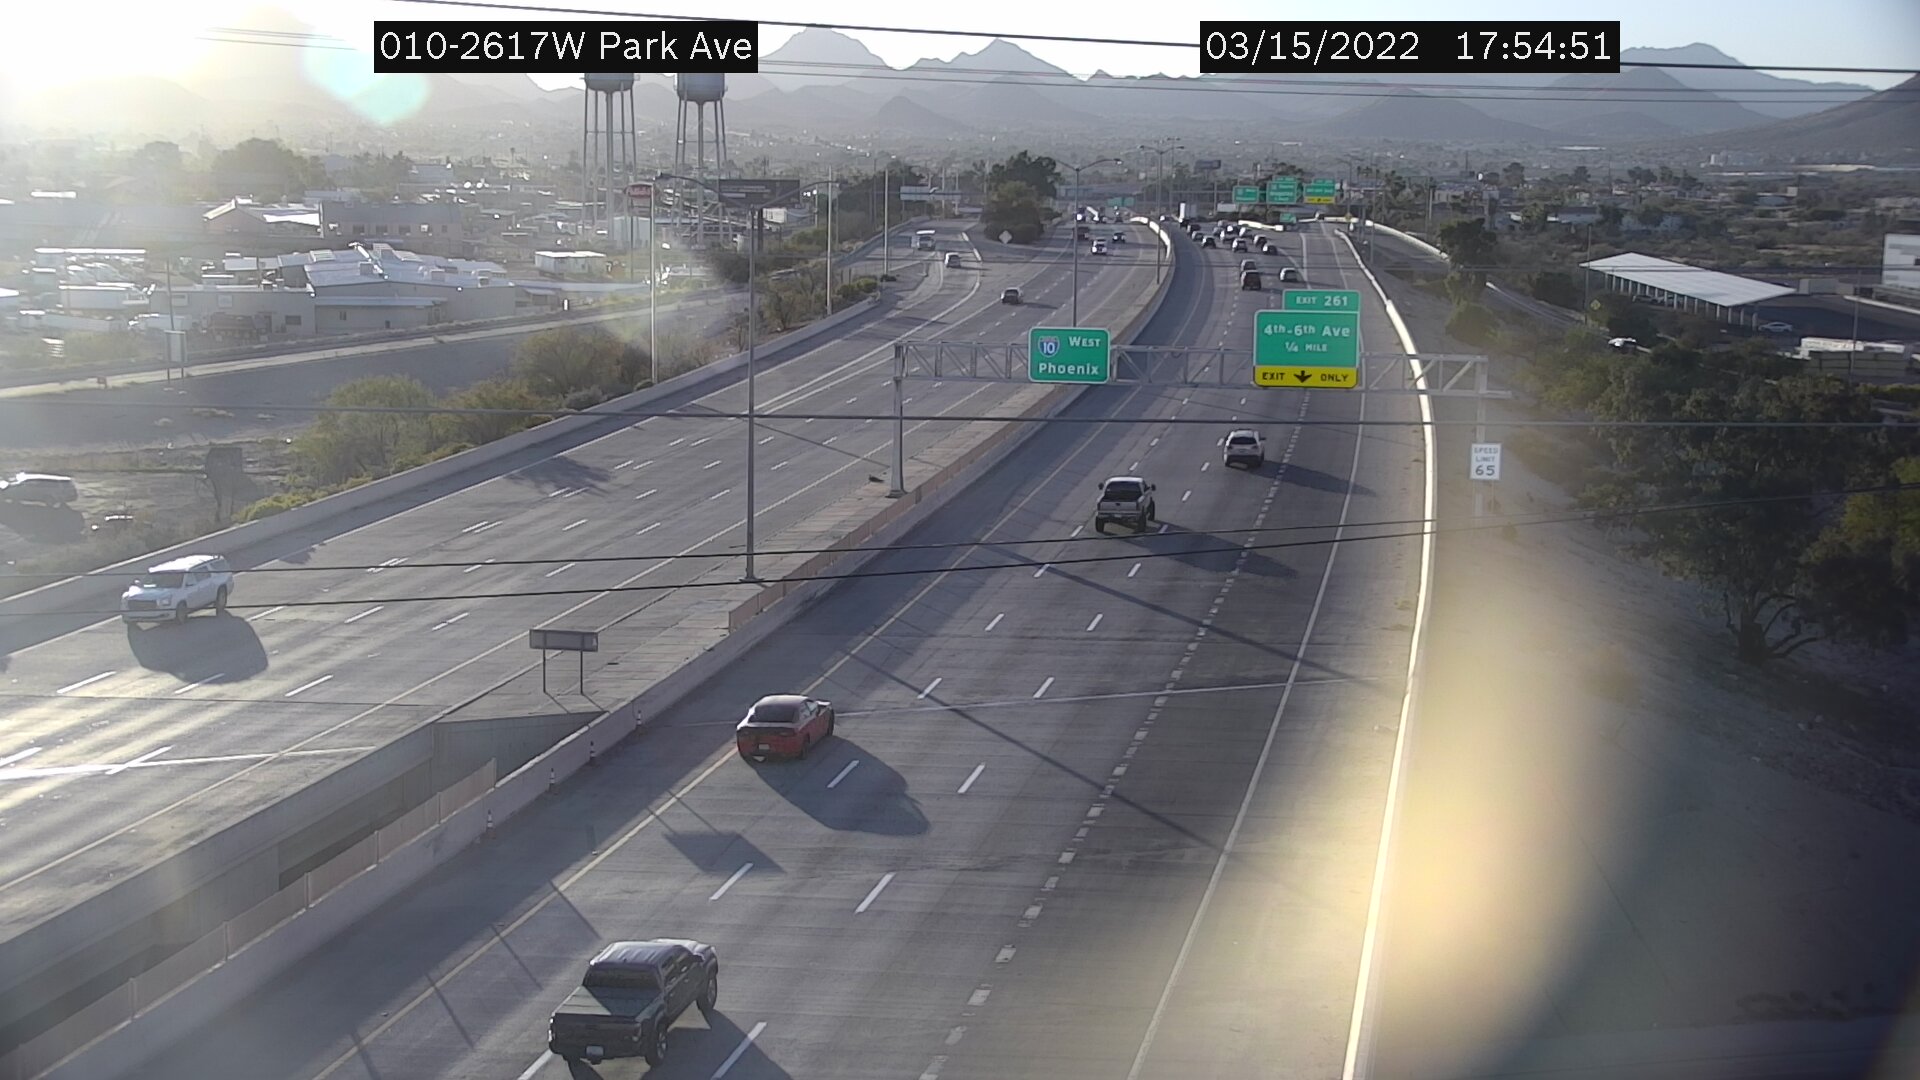 010-2617W Park Ave
03/15/2022 17:54:51
EXIT 261
10 WEST
Phoenix
4th-6th Ave
1/4 MILE
EXIT ONLY
SPEED
LIMIT
65